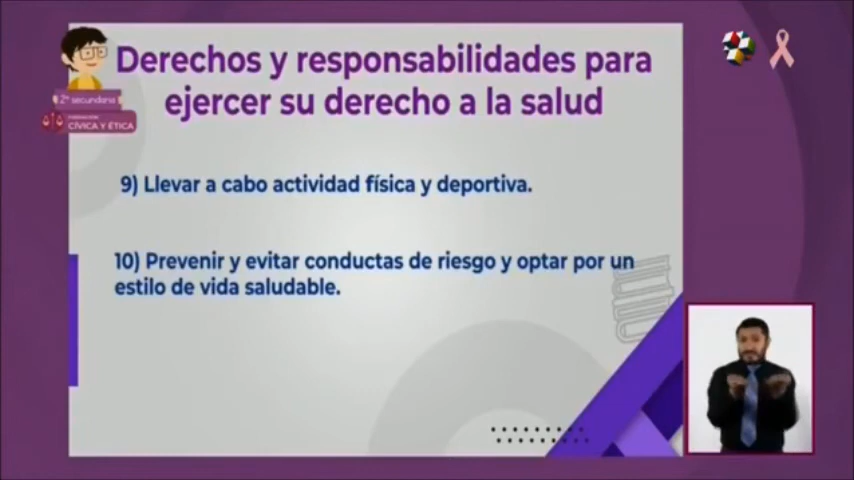 Derechos y responsabilidades para
ejercer su derecho a la salud
2° secundaria
CÍVICA Y ÉTICA
9) Llevar a cabo actividad física y deportiva.
10) Prevenir y evitar conductas de riesgo y optar por un
estilo de vida saludable.